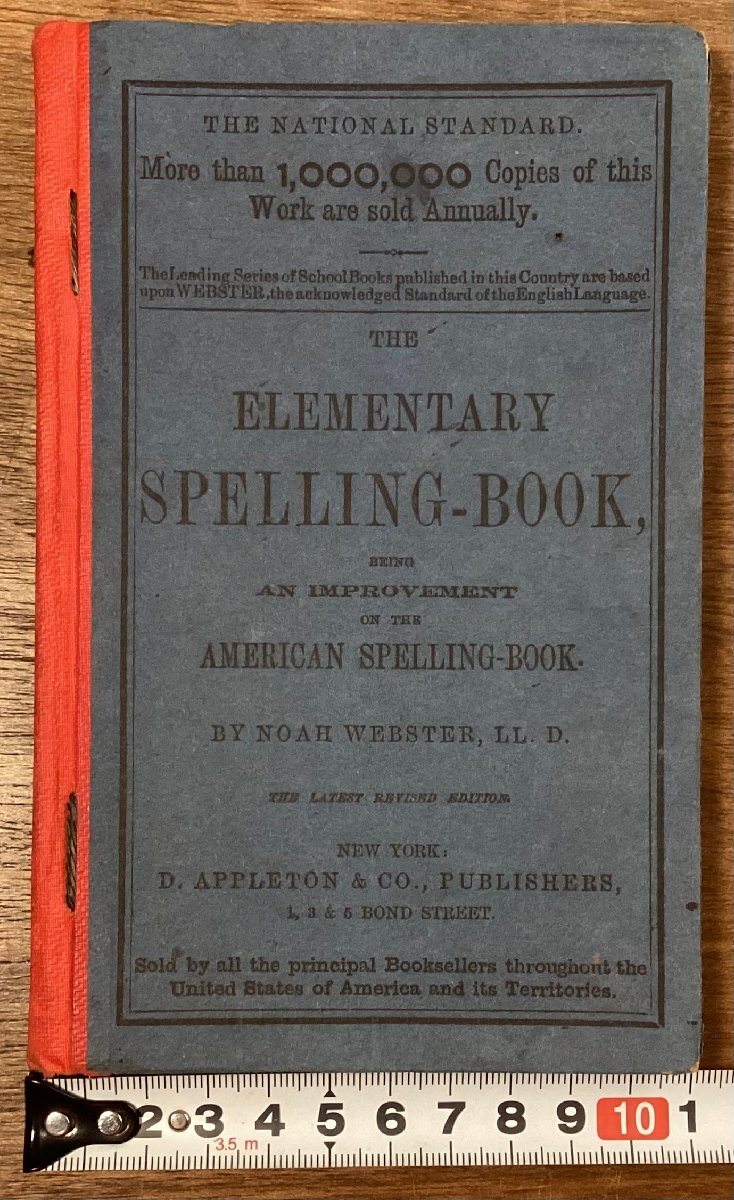 THE NATIONAL STANDARD.
More than 1,000,000 Copies of this
Work are sold Annually.
The Leading Series of School Books published in this Country are based
upon WEBSTER, the acknowledged Standard of the English Language.
THE
ELEMENTARY
SPELLING-BOOK,
BEING
AN IMPROVEMENT
ON THE
AMERICAN SPELLING-BOOK.
BY NOAH WEBSTER, LL. D.
THE LATEST REVISED EDITION.
NEW YORK:
D. APPLETON & CO., PUBLISHERS,
1, 3 & 5 BOND STREET.
Sold by all the principal Booksellers throughout the
United States of America and its Territories.
2 3 4 5 6 7 8 9 10 1
3.5 m